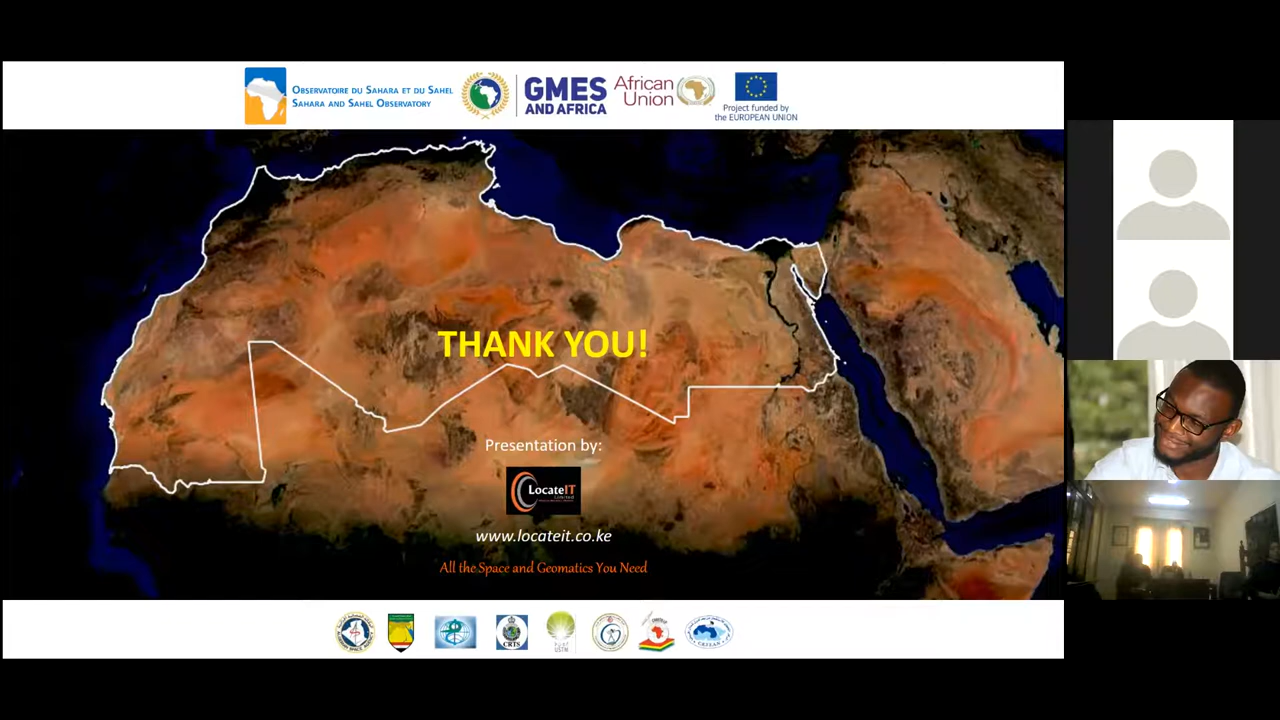 OBSERVATOIRE DU SAHARA ET DU SAHEL
SAHARA AND SAHEL OBSERVATORY
GMES
AND AFRICA
African
Union
Project funded by
the EUROPEAN UNION
THANK YOU!
Presentation by:
LocateIT
www.locateit.co.ke
All the Space and Geomatics You Need
CRTS